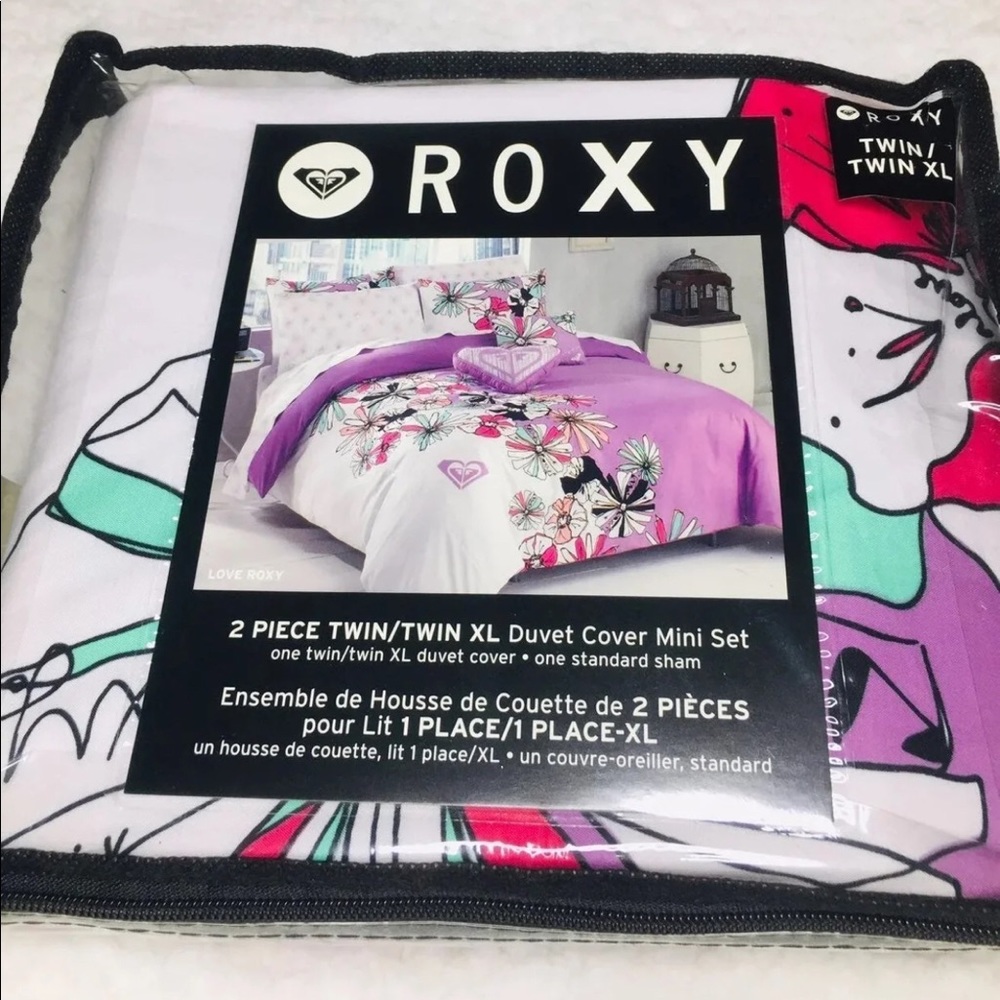 ROXY
TWIN/
TWIN XL
ROXY
LOVE ROXY
2 PIECE TWIN/TWIN XL Duvet Cover Mini Set
one twin/twin XL duvet cover • one standard sham
Ensemble de Housse de Couette de 2 PIÈCES
pour Lit 1 PLACE/1 PLACE-XL
un housse de couette, lit 1 place/XL • un couvre-oreiller, standard